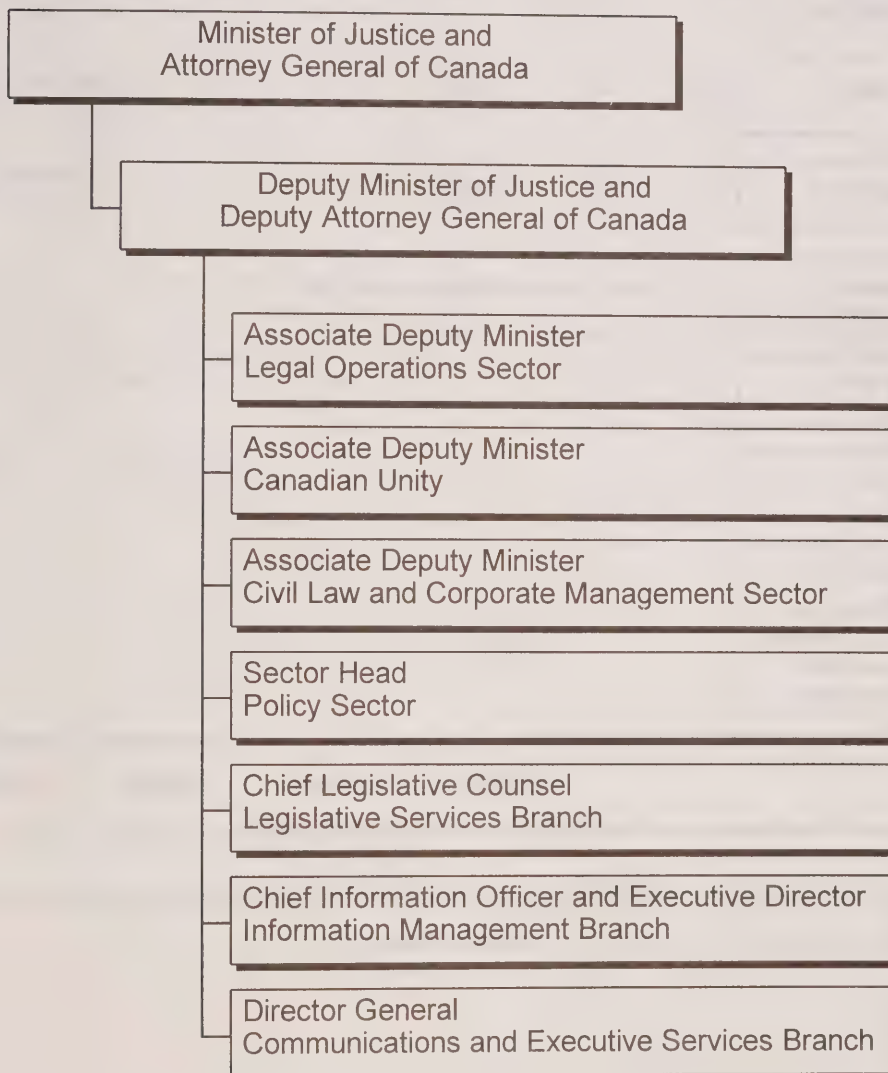 Minister of Justice and
Attorney General of Canada
Deputy Minister of Justice and
Deputy Attorney General of Canada
Associate Deputy Minister
Legal Operations Sector
Associate Deputy Minister
Canadian Unity
Associate Deputy Minister
Civil Law and Corporate Management Sector
Sector Head
Policy Sector
Chief Legislative Counsel
Legislative Services Branch
Chief Information Officer and Executive Director
Information Management Branch
Director General
Communications and Executive Services Branch